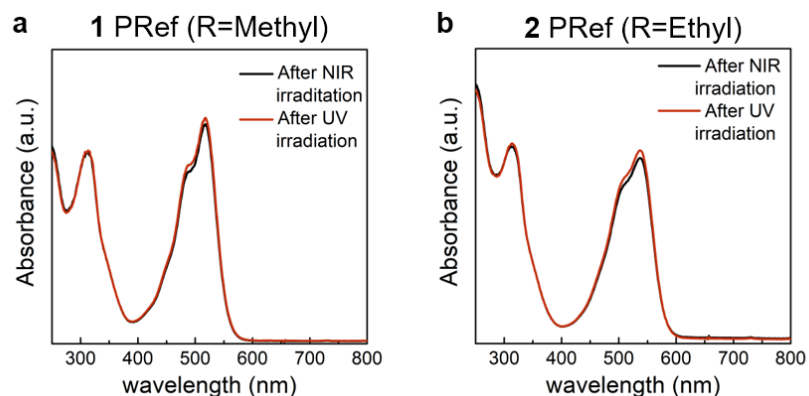 a
1 PRef (R=Methyl)
After NIR
irraditation
After UV
irradiation
Absorbance (a.u.)
300 400 500 600 700 800
wavelength (nm)
b
2 PRef (R=Ethyl)
After NIR
irradiation
After UV
irradiation
Absorbance (a.u.)
300 400 500 600 700 800
wavelength (nm)